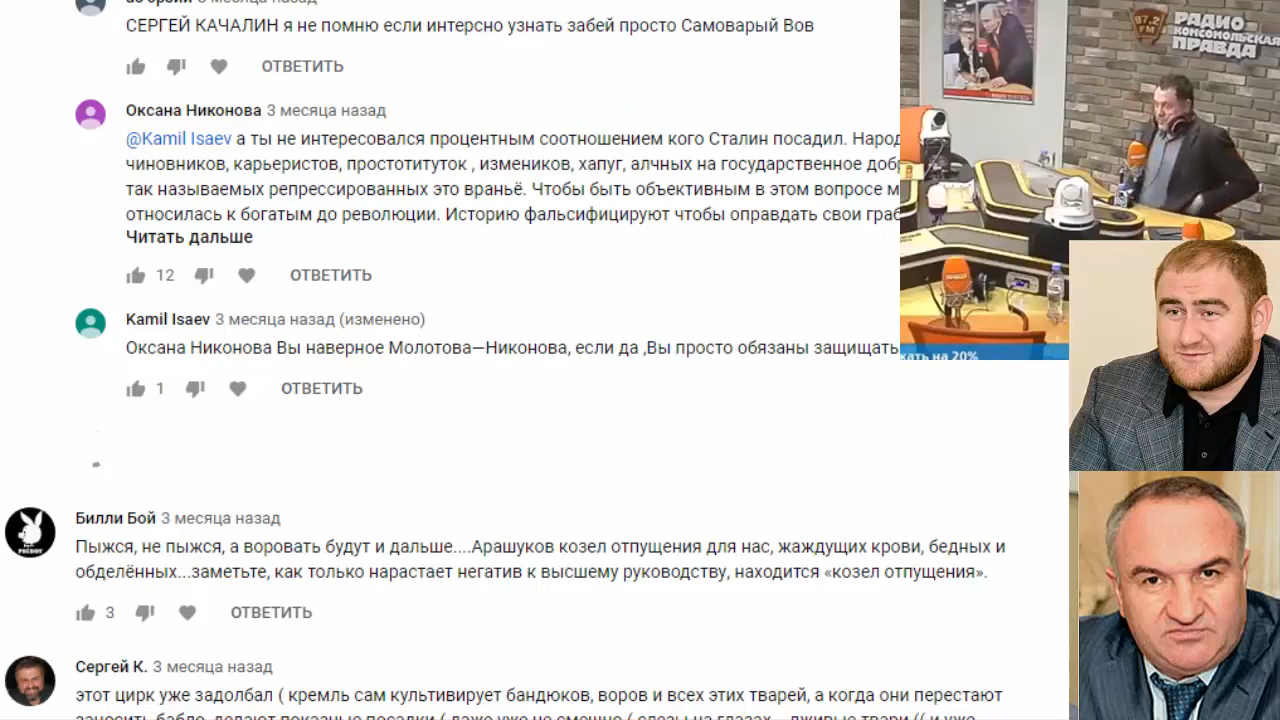 СЕРГЕЙ КАЧАЛИН я не помню если интерсно узнать забей просто Самоварый Вов
ОТВЕТИТЬ
Оксана Никонова 3 месяца назад
@Kamil Isaev а ты не интересовался процентным соотношением кого Сталин посадил. Народ
чиновников, карьеристов, простотитуток , измеников, хапуг, алчных на государственное доб
так называемых репрессированных это враньё. Чтобы быть объективным в этом вопросе м
относилась к богатым до революции. Историю фальсифицируют чтобы оправдать свои граб
Читать дальше
12 ОТВЕТИТЬ
Kamil Isaev 3 месяца назад (изменено)
Оксана Никонова Вы наверное Молотова—Никонова, если да ,Вы просто обязаны защищать
1 ОТВЕТИТЬ
Билли Бой 3 месяца назад
Пыжся, не пыжся, а воровать будут и дальше....Арашуков козел отпущения для нас, жаждущих крови, бедных и
обделённых...заметьте, как только нарастает негатив к высшему руководству, находится «козел отпущения».
3 ОТВЕТИТЬ
Сергей К. 3 месяца назад
этот цирк уже задолбал ( кремль сам культивирует бандюков, воров и всех этих тварей, а когда они перестают
97,2
FM
РАДИО
КОМСОМОЛЬСКАЯ
ПРАВДА
жать на 20%